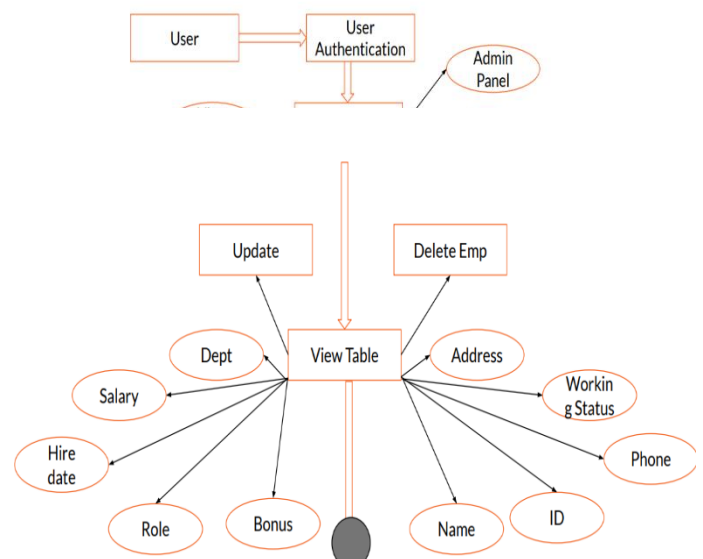 User
User
Authentication
Admin
Panel
Update
Delete Emp
Dept
View Table
Address
Salary
Workin
g Status
Hire
date
Phone
Role
Bonus
Name
ID